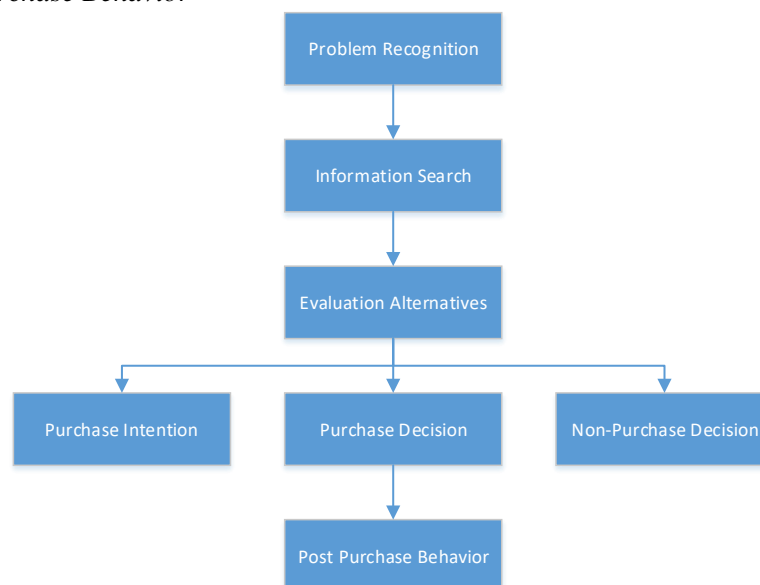 Problem Recognition
Information Search
Evaluation Alternatives
Purchase Intention
Purchase Decision
Non-Purchase Decision
Post Purchase Behavior